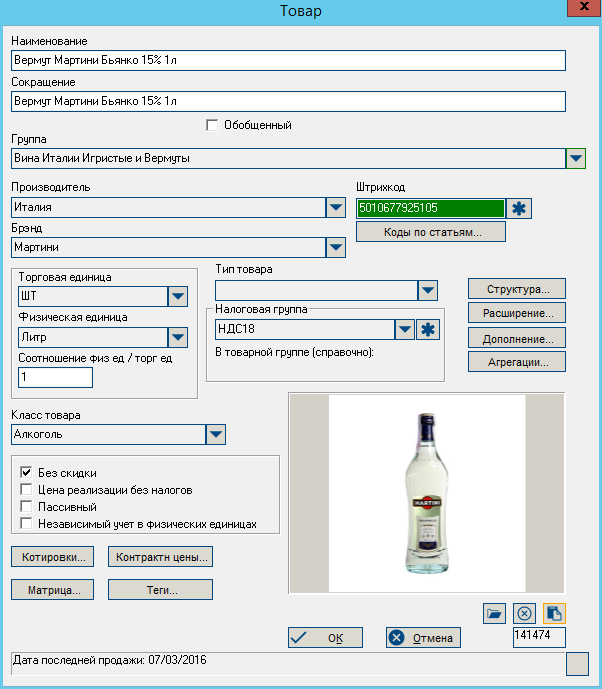 Товар
X
Наименование
Вермут Мартини Бьянко 15% 1л
Сокращение
Вермут Мартини Бьянко 15% 1л
Обобщенный
Группа
Вина Италии Игристые и Вермуты
Производитель
Италия
Штрихкод
5010677925105
Брэнд
Мартини
Коды по статьям...
Торговая единица
ШТ
Физическая единица
Литр
Соотношение физ ед / торг ед
1
Тип товара
Налоговая группа
НДС18
В товарной группе (справочно):
Структура...
Расширение...
Дополнение...
Агрегации...
Класс товара
Алкоголь
Без скидки
Цена реализации без налогов
Пассивный
Независимый учет в физических единицах
MARTINI
Котировки...
Контрактн цены...
Матрица...
Теги...
ОК
Отмена
141474
Дата последней продажи: 07/03/2016